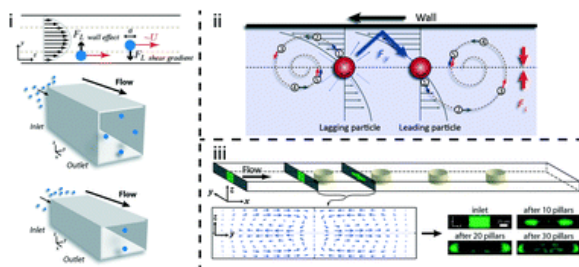 i
F_L wall effect
a
~U
F_L shear gradient
Flow
Inlet
Outlet
Flow
Inlet
Outlet
ii
Wall
Lagging particle
Leading particle
iii
Flow
z
y
x
inlet
after 10 pillars
after 20 pillars
after 30 pillars